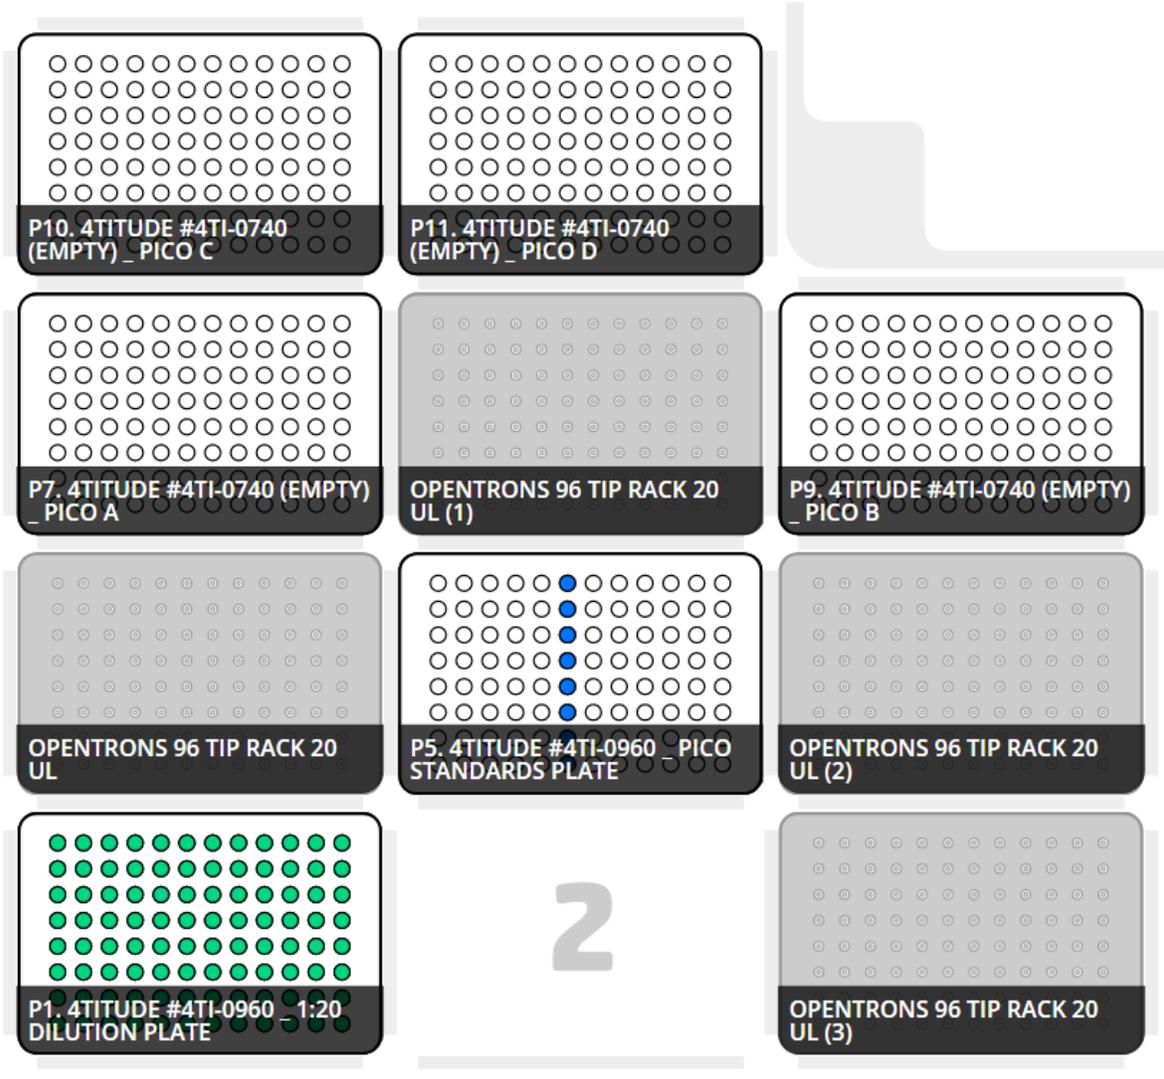 P10. 4TITUDE #4TI-0740
(EMPTY) _ PICO C
P11. 4TITUDE #4TI-0740
(EMPTY) _ PICO D
P7. 4TITUDE #4TI-0740 (EMPTY)
_ PICO A
OPENTRONS 96 TIP RACK 20
UL (1)
P9. 4TITUDE #4TI-0740 (EMPTY)
_ PICO B
OPENTRONS 96 TIP RACK 20
UL
P5. 4TITUDE #4TI-0960 _ PICO
STANDARDS PLATE
OPENTRONS 96 TIP RACK 20
UL (2)
P1. 4TITUDE #4TI-0960 _ 1:20
DILUTION PLATE
2
OPENTRONS 96 TIP RACK 20
UL (3)